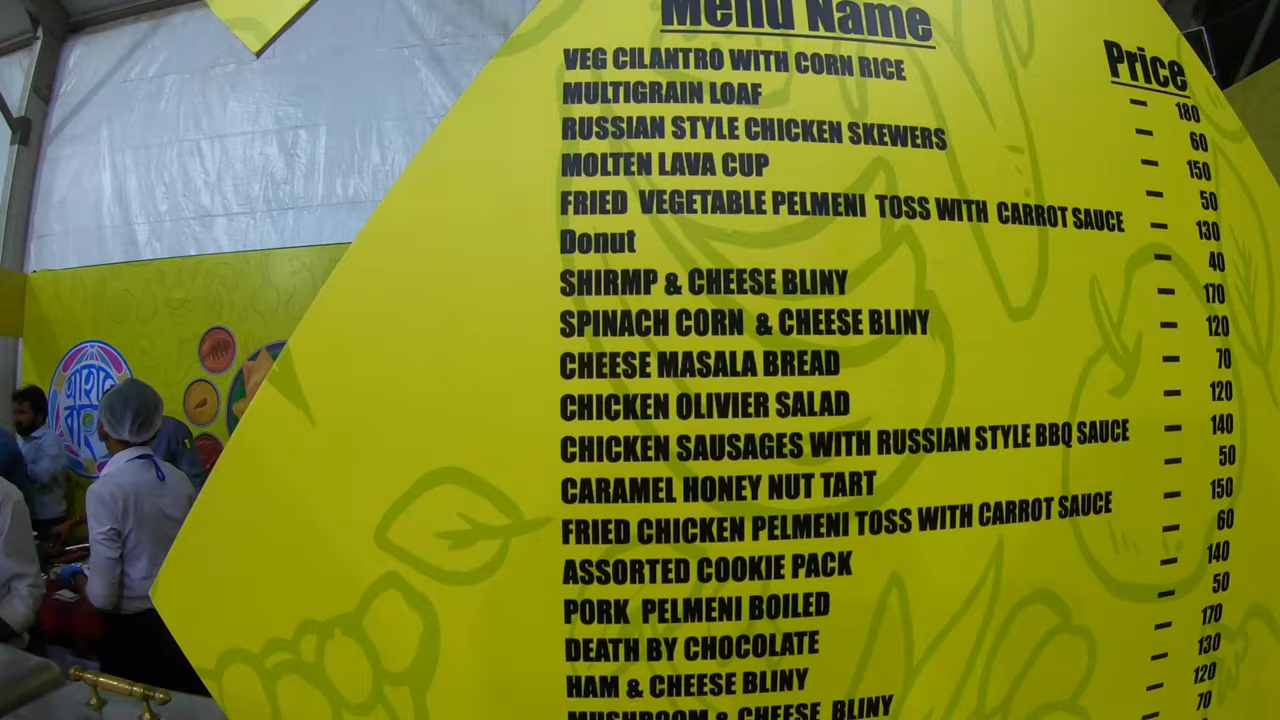 Menu Name Price
VEG CILANTRO WITH CORN RICE – 180
MULTIGRAIN LOAF – 60
RUSSIAN STYLE CHICKEN SKEWERS – 150
MOLTEN LAVA CUP – 50
FRIED VEGETABLE PELMENI TOSS WITH CARROT SAUCE – 130
Donut – 40
SHIRMP & CHEESE BLINY – 170
SPINACH CORN & CHEESE BLINY – 120
CHEESE MASALA BREAD – 70
CHICKEN OLIVIER SALAD – 120
CHICKEN SAUSAGES WITH RUSSIAN STYLE BBQ SAUCE – 140
CARAMEL HONEY NUT TART – 50
FRIED CHICKEN PELMENI TOSS WITH CARROT SAUCE – 150
ASSORTED COOKIE PACK – 60
PORK PELMENI BOILED – 140
DEATH BY CHOCOLATE – 50
HAM & CHEESE BLINY – 170
MUSHROOM & CHEESE BLINY – 130
– 120
– 70